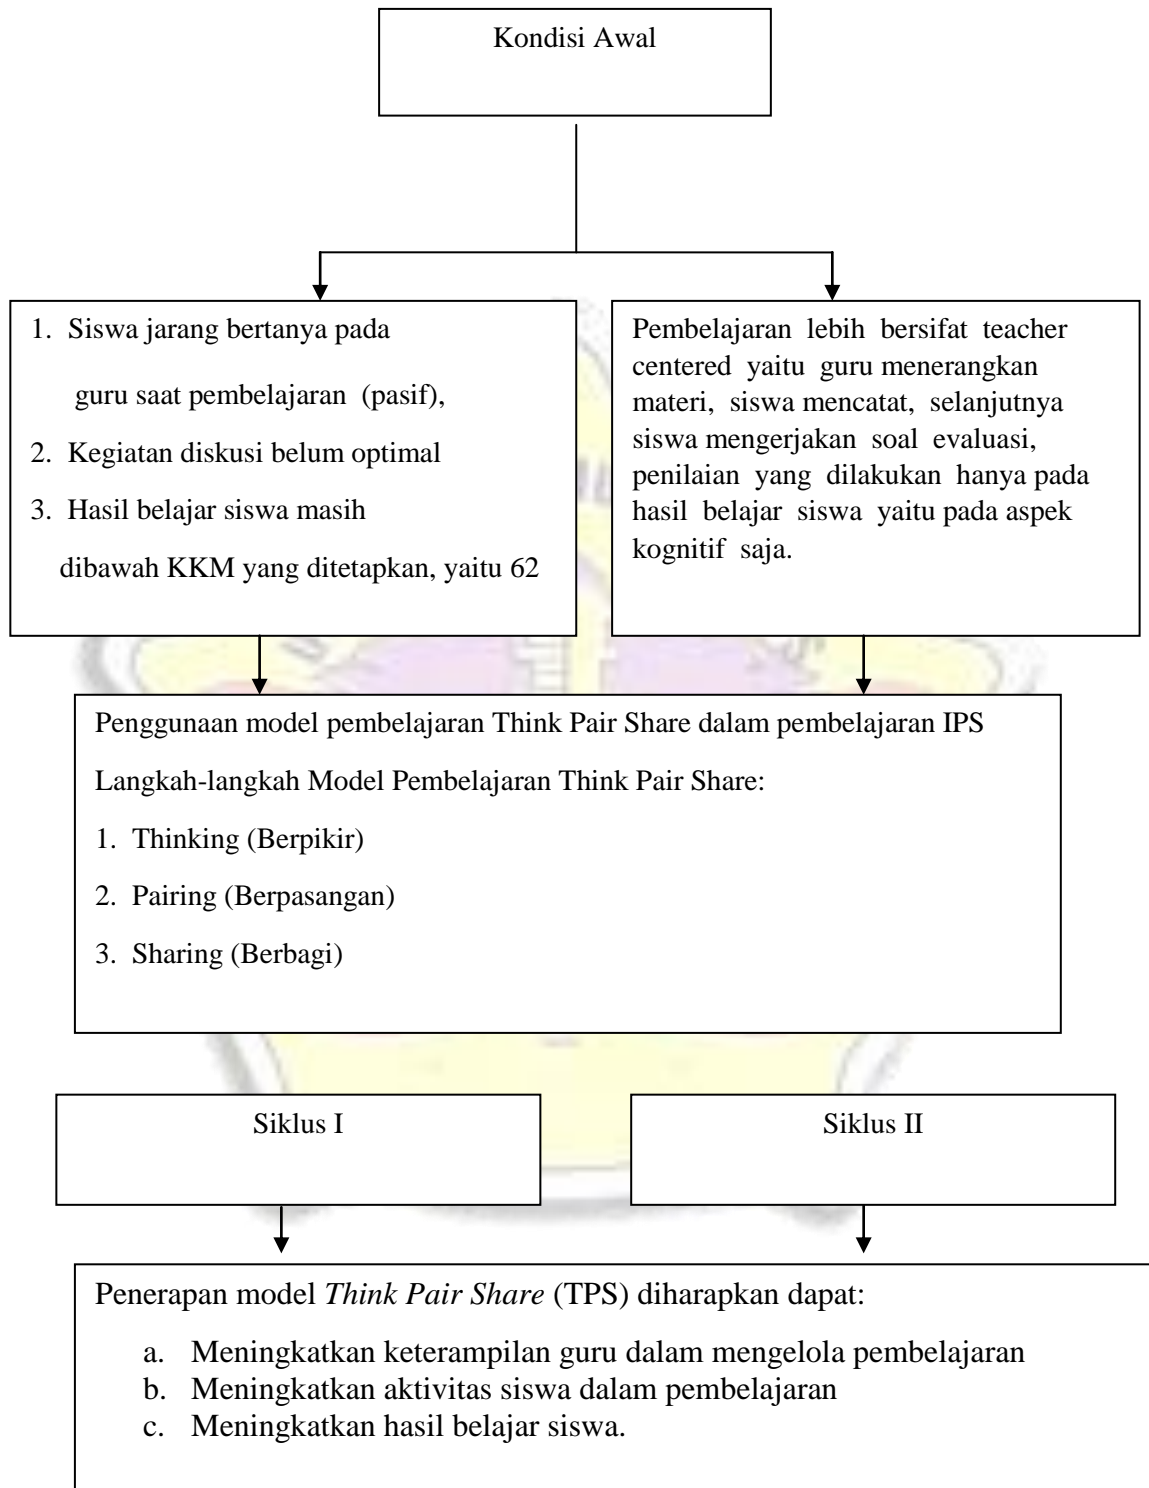 Kondisi Awal
1. Siswa jarang bertanya pada
guru saat pembelajaran (pasif),
2. Kegiatan diskusi belum optimal
3. Hasil belajar siswa masih
dibawah KKM yang ditetapkan, yaitu 62
Pembelajaran lebih bersifat teacher
centered yaitu guru menerangkan
materi, siswa mencatat, selanjutnya
siswa mengerjakan soal evaluasi,
penilaian yang dilakukan hanya pada
hasil belajar siswa yaitu pada aspek
kognitif saja.
Penggunaan model pembelajaran Think Pair Share dalam pembelajaran IPS
Langkah-langkah Model Pembelajaran Think Pair Share:
1. Thinking (Berpikir)
2. Pairing (Berpasangan)
3. Sharing (Berbagi)
Siklus I
Siklus II
Penerapan model Think Pair Share (TPS) diharapkan dapat:
a. Meningkatkan keterampilan guru dalam mengelola pembelajaran
b. Meningkatkan aktivitas siswa dalam pembelajaran
c. Meningkatkan hasil belajar siswa.